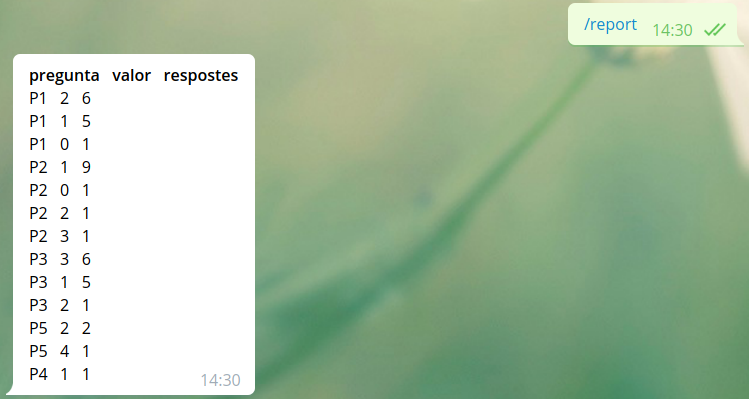 /report 14:30
pregunta valor respostes
P1 2 6
P1 1 5
P1 0 1
P2 1 9
P2 0 1
P2 2 1
P2 3 1
P3 3 6
P3 1 5
P3 2 1
P5 2 2
P5 4 1
P4 1 1
14:30